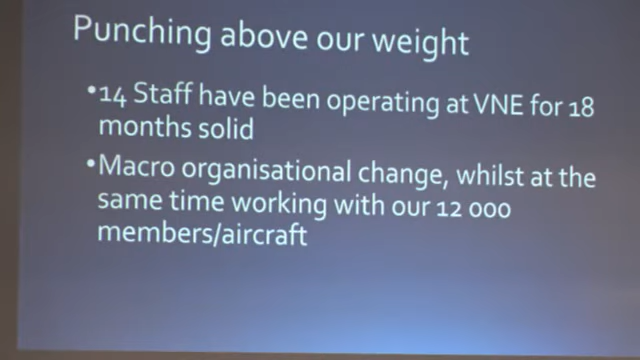 Punching above our weight
•14 Staff have been operating at VNE for 18
months solid
•Macro organisational change, whilst at the
same time working with our 12 000
members/aircraft